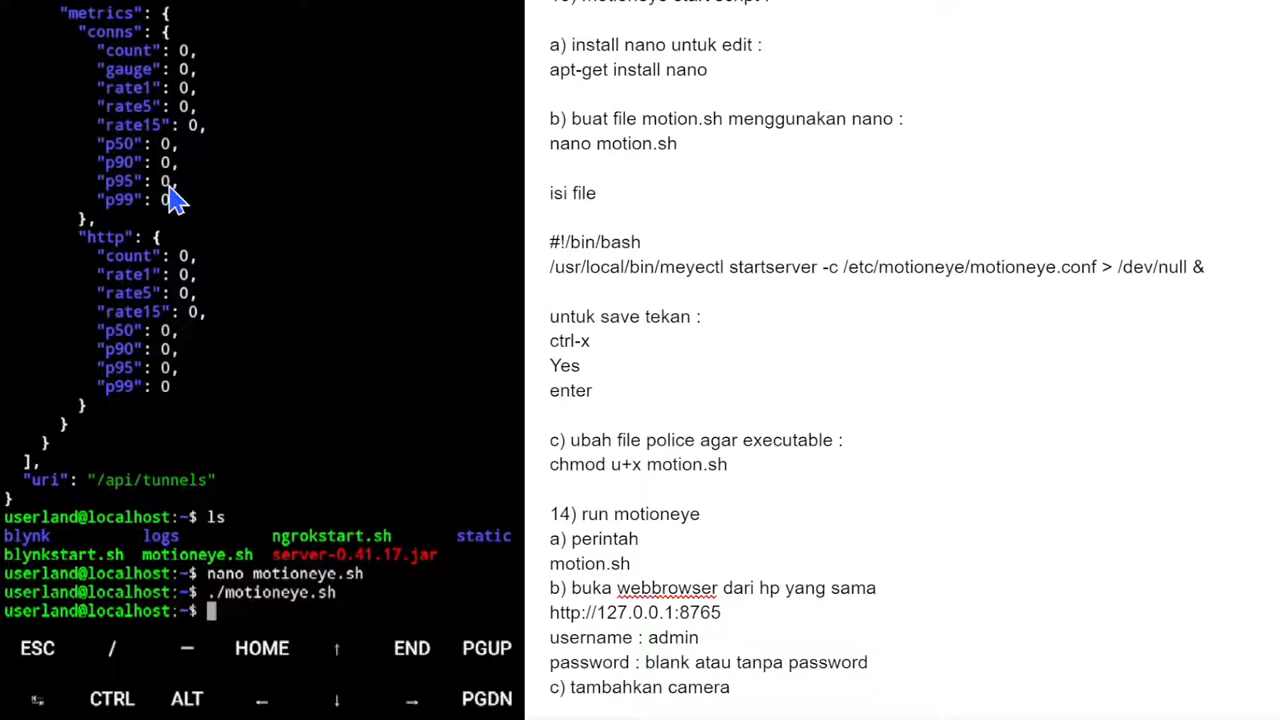 "metrics": {
"conns": {
"count": 0,
"gauge": 0,
"rate1": 0,
"rate5": 0,
"rate15": 0,
"p50": 0,
"p90": 0,
"p95": 0,
"p99": 0
},
"http": {
"count": 0,
"rate1": 0,
"rate5": 0,
"rate15": 0,
"p50": 0,
"p90": 0,
"p95": 0,
"p99": 0
}
}
}
],
"uri": "/api/tunnels"
}
userland@localhost:~$ ls
blynk logs ngrokstart.sh static
blynkstart.sh motioneye.sh server-0.41.17.jar
userland@localhost:~$ nano motioneye.sh
userland@localhost:~$ ./motioneye.sh
userland@localhost:~$
ESC / — HOME ↑ END PGUP
↹ CTRL ALT ← ↓ → PGDN
a) install nano untuk edit :
apt-get install nano
b) buat file motion.sh menggunakan nano :
nano motion.sh
isi file
#!/bin/bash
/usr/local/bin/meyectl startserver -c /etc/motioneye/motioneye.conf > /dev/null &
untuk save tekan :
ctrl-x
Yes
enter
c) ubah file police agar executable :
chmod u+x motion.sh
14) run motioneye
a) perintah
motion.sh
b) buka webbrowser dari hp yang sama
http://127.0.0.1:8765
username : admin
password : blank atau tanpa password
c) tambahkan camera